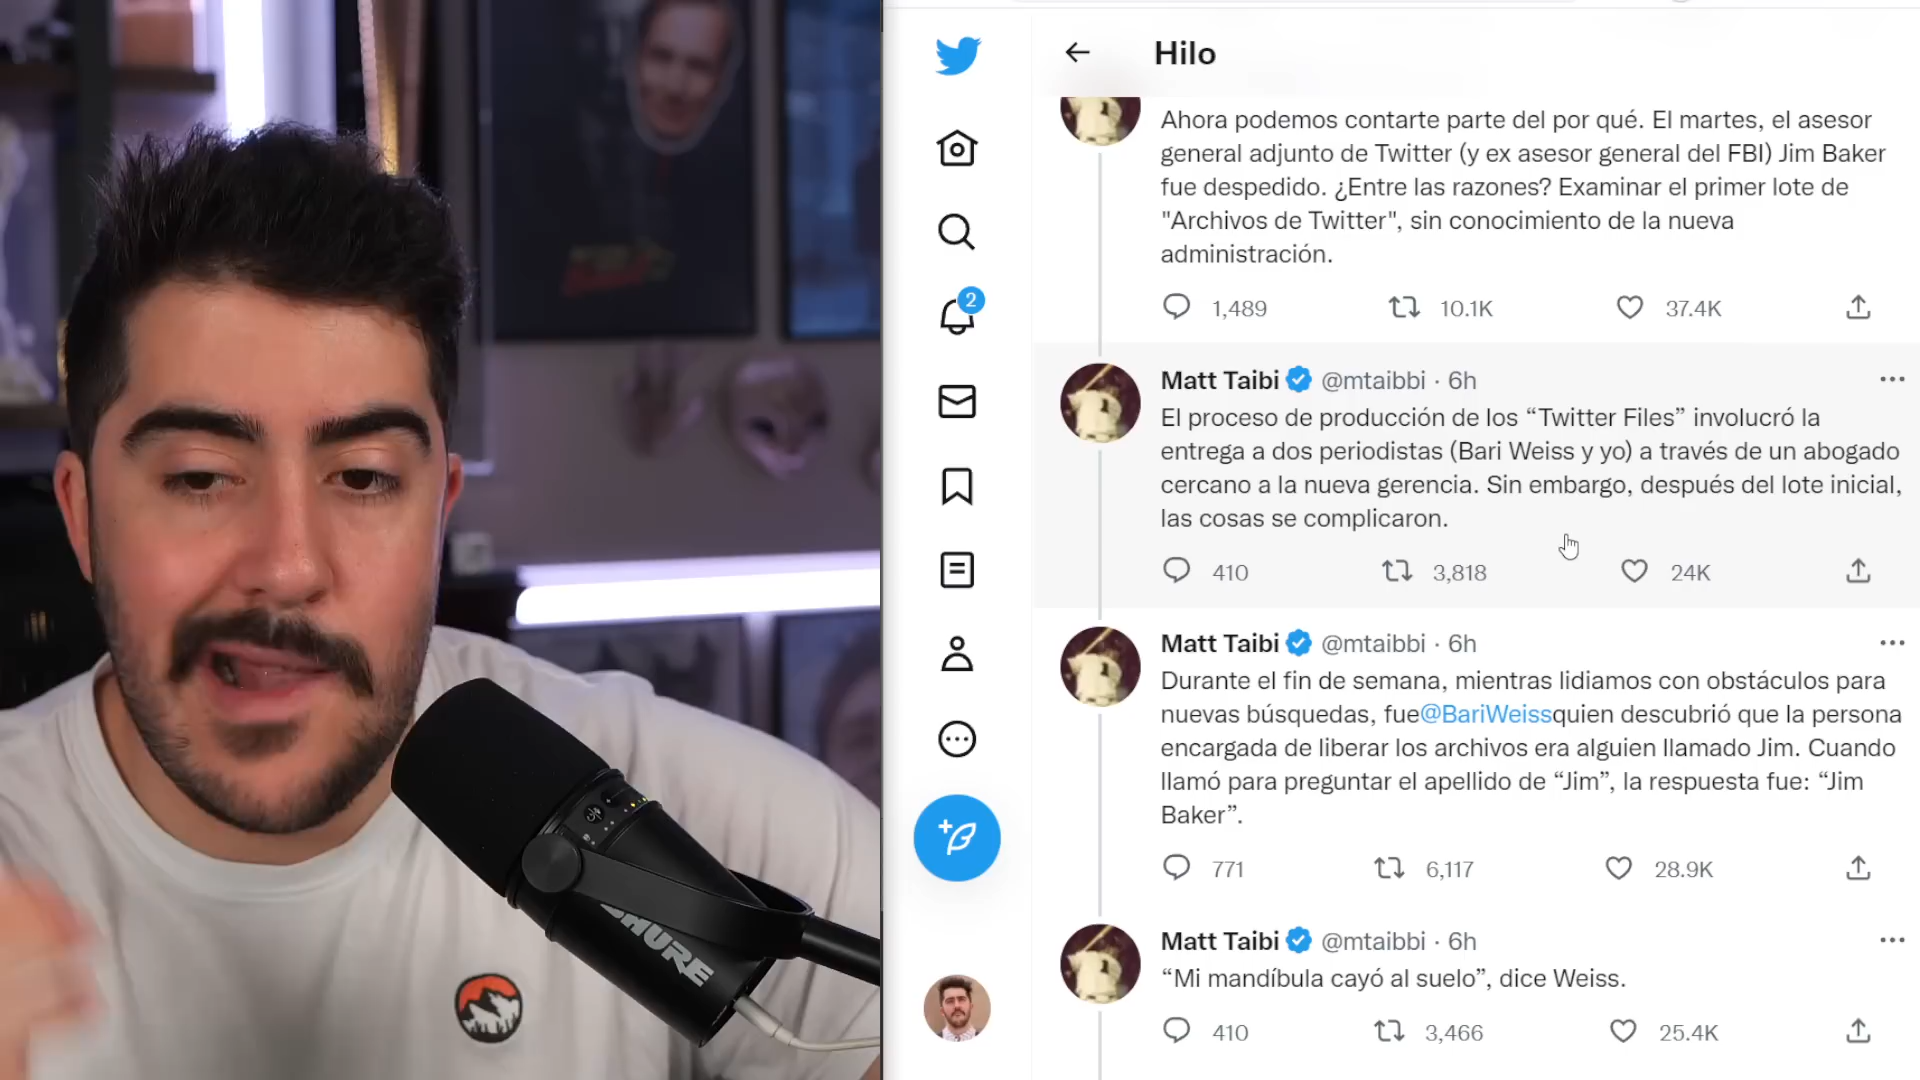 Hilo
Ahora podemos contarte parte del por qué. El martes, el asesor
general adjunto de Twitter (y ex asesor general del FBI) Jim Baker
fue despedido. ¿Entre las razones? Examinar el primer lote de
"Archivos de Twitter", sin conocimiento de la nueva
administración.
1,489 10.1K 37.4K
2
Matt Taibi @mtaibbi · 6h
El proceso de producción de los “Twitter Files” involucró la
entrega a dos periodistas (Bari Weiss y yo) a través de un abogado
cercano a la nueva gerencia. Sin embargo, después del lote inicial,
las cosas se complicaron.
410 3,818 24K
Matt Taibi @mtaibbi · 6h
Durante el fin de semana, mientras lidiamos con obstáculos para
nuevas búsquedas, fue@BariWeissquien descubrió que la persona
encargada de liberar los archivos era alguien llamado Jim. Cuando
llamó para preguntar el apellido de “Jim”, la respuesta fue: “Jim
Baker”.
771 6,117 28.9K
Matt Taibi @mtaibbi · 6h
“Mi mandíbula cayó al suelo”, dice Weiss.
410 3,466 25.4K
SHURE